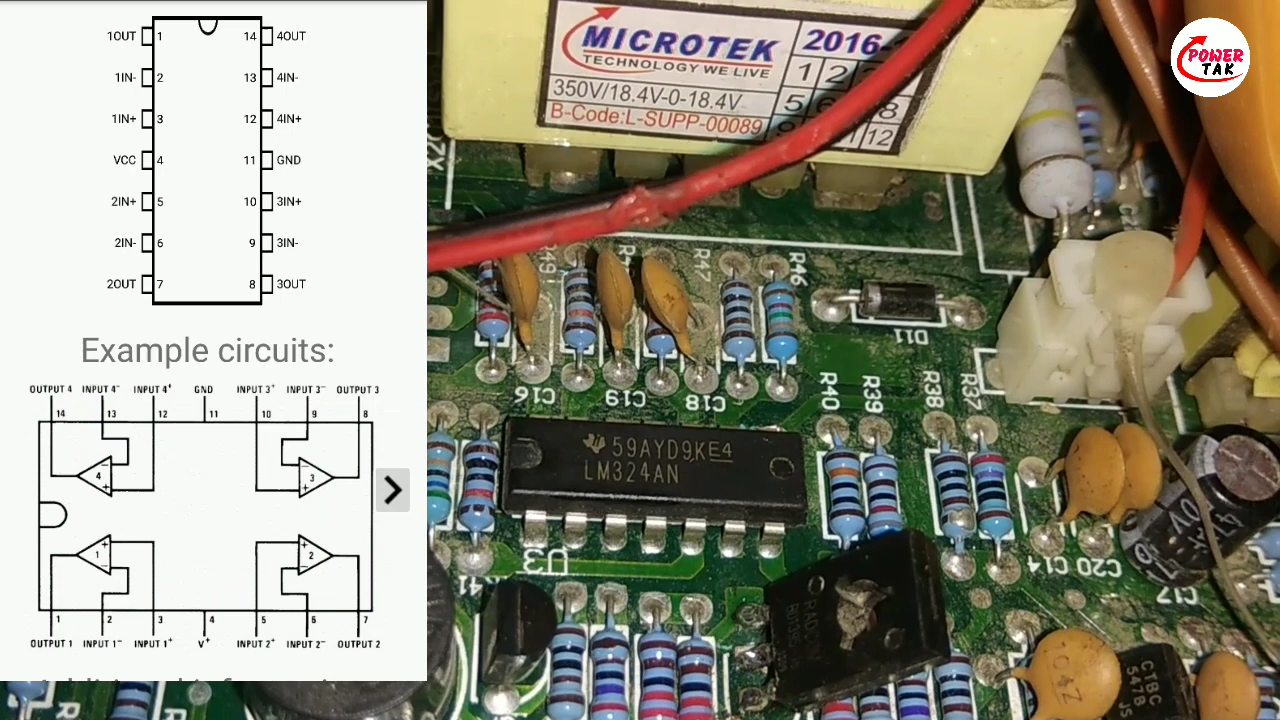 1OUT 1 14 4OUT
1IN- 2 13 4IN-
1IN+ 3 12 4IN+
VCC 4 11 GND
2IN+ 5 10 3IN+
2IN- 6 9 3IN-
2OUT 7 8 3OUT
Example circuits:
OUTPUT 4 INPUT 4⁻ INPUT 4⁺ GND INPUT 3⁺ INPUT 3⁻ OUTPUT 3
14 13 12 11 10 9 8
4 3
1 2
1 2 3 4 5 6 7
OUTPUT 1 INPUT 1⁻ INPUT 1⁺ V⁺ INPUT 2⁺ INPUT 2⁻ OUTPUT 2
MICROTEK
TECHNOLOGY WE LIVE
350V/18.4V-0-18.4V
B-Code:L-SUPP-00089
2016-
1 2
5 6 8
12
POWER
TAK
R47
R46
D11
C16 C19 C18
R40 R39 R38 R37
59AYD9KE4
LM324AN
U3
C14 C20
C17
104Z
CTBC
547B